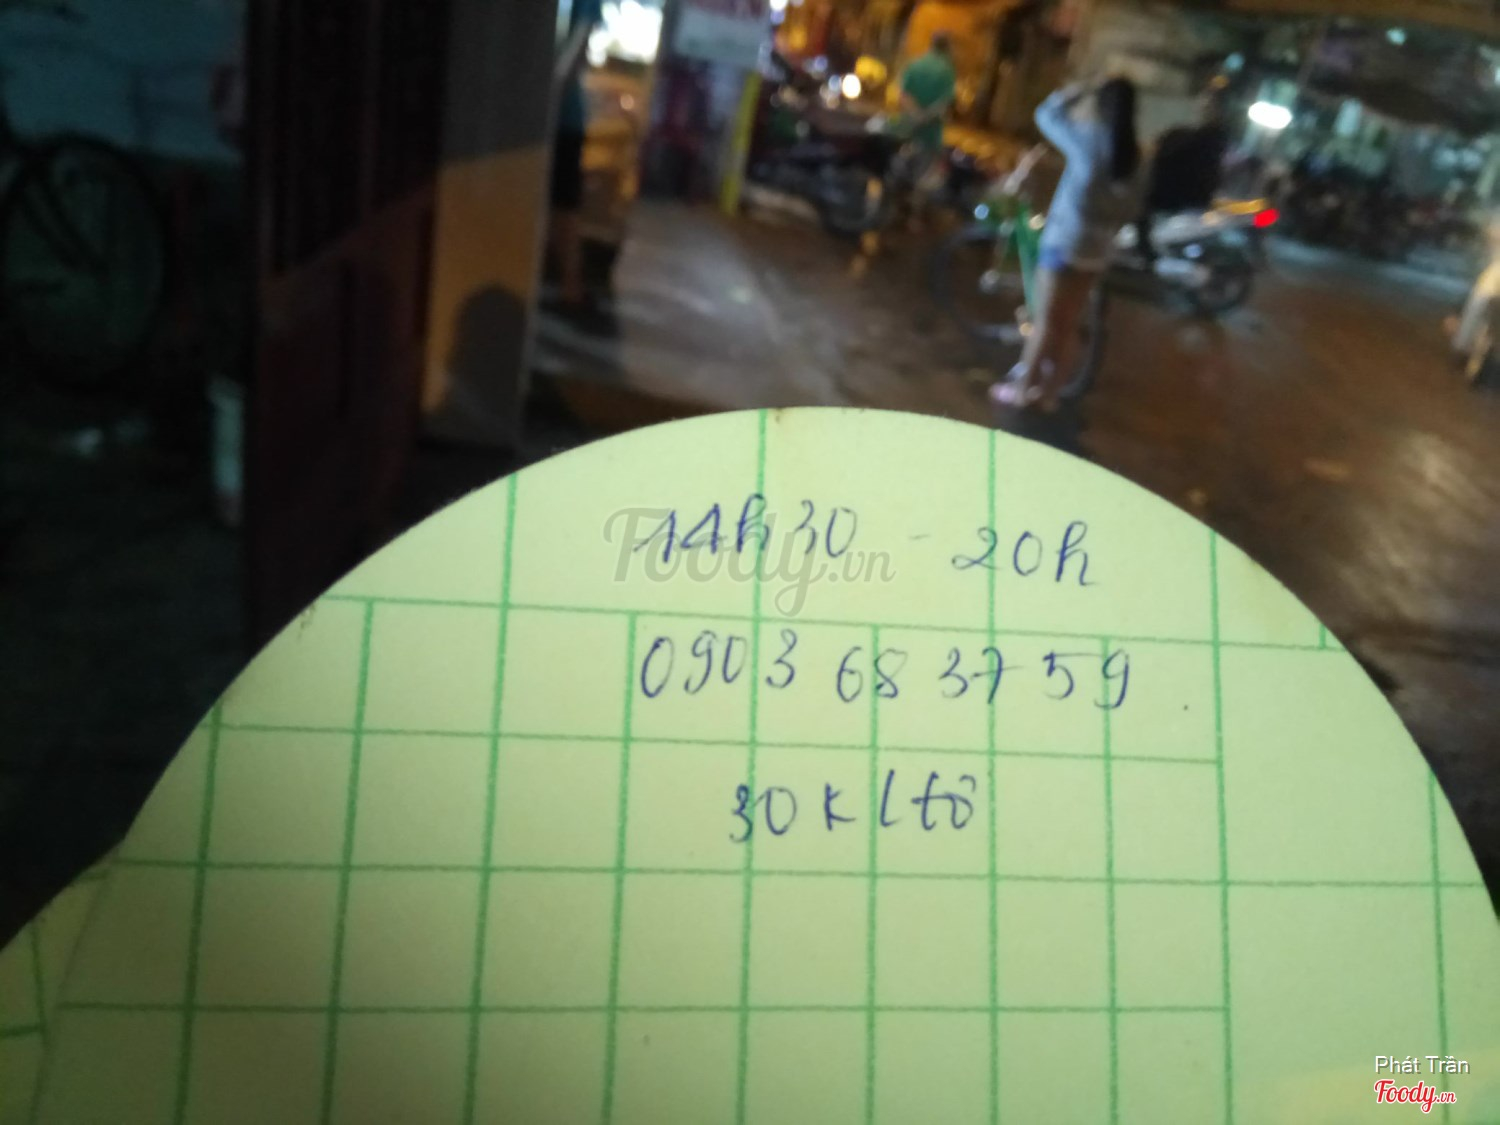 14h30 - 20h
0903 68 37 59.
30K ( tô
Foody.vn
Phát Trần
Foody.vn